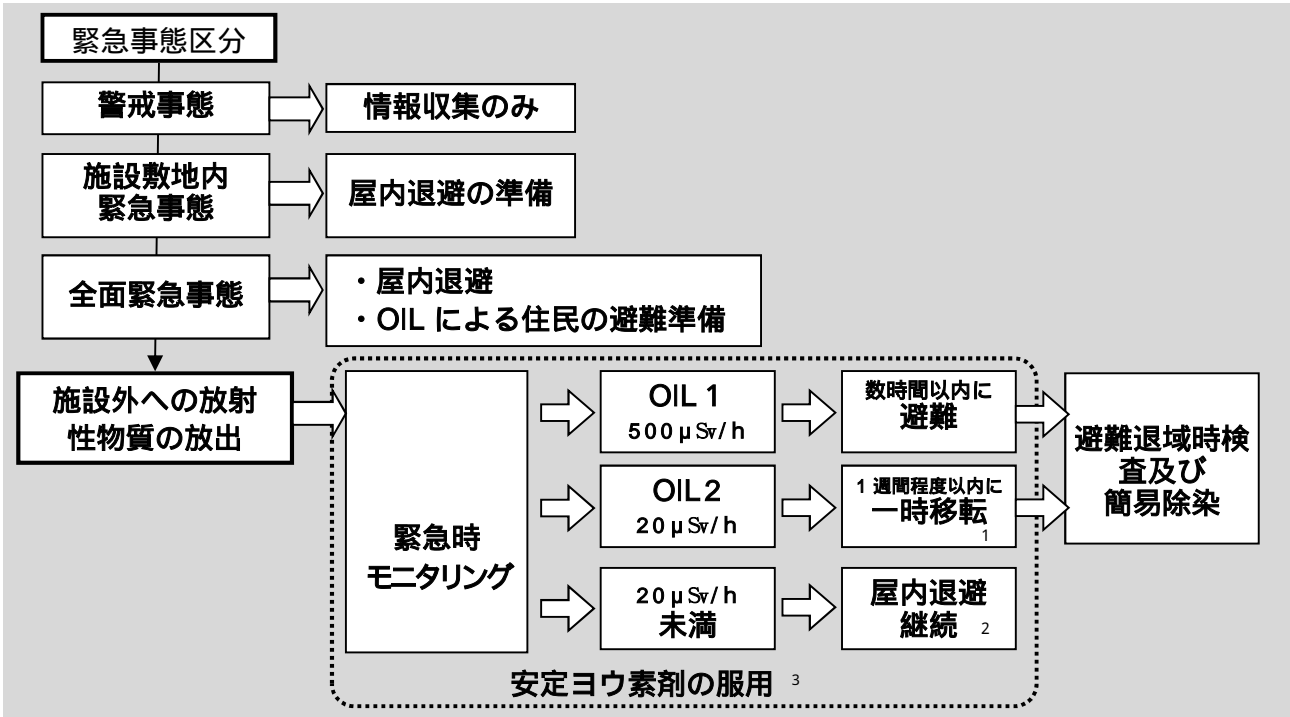 緊急事態区分
警戒事態
情報収集のみ
施設敷地内
緊急事態
屋内退避の準備
全面緊急事態
・屋内退避
・OIL による住民の避難準備
施設外への放射
性物質の放出
緊急時
モニタリング
OIL 1
500μSv/h
数時間以内に
避難
OIL2
20μSv/h
1 週間程度以内に
一時移転
1
20μSv/h
未満
屋内退避
継続 2
避難退域時検
査及び
簡易除染
安定ヨウ素剤の服用 3